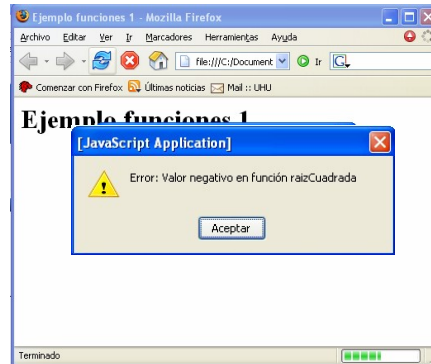 Ejemplo funciones 1 - Mozilla Firefox
Archivo Editar Ver Ir Marcadores Herramientas Ayuda
file:///C:/Document Ir G
Comenzar con Firefox Últimas noticias Mail :: UHU
Ejemplo funciones 1
[JavaScript Application]
Error: Valor negativo en función raizCuadrada
Aceptar
Terminado